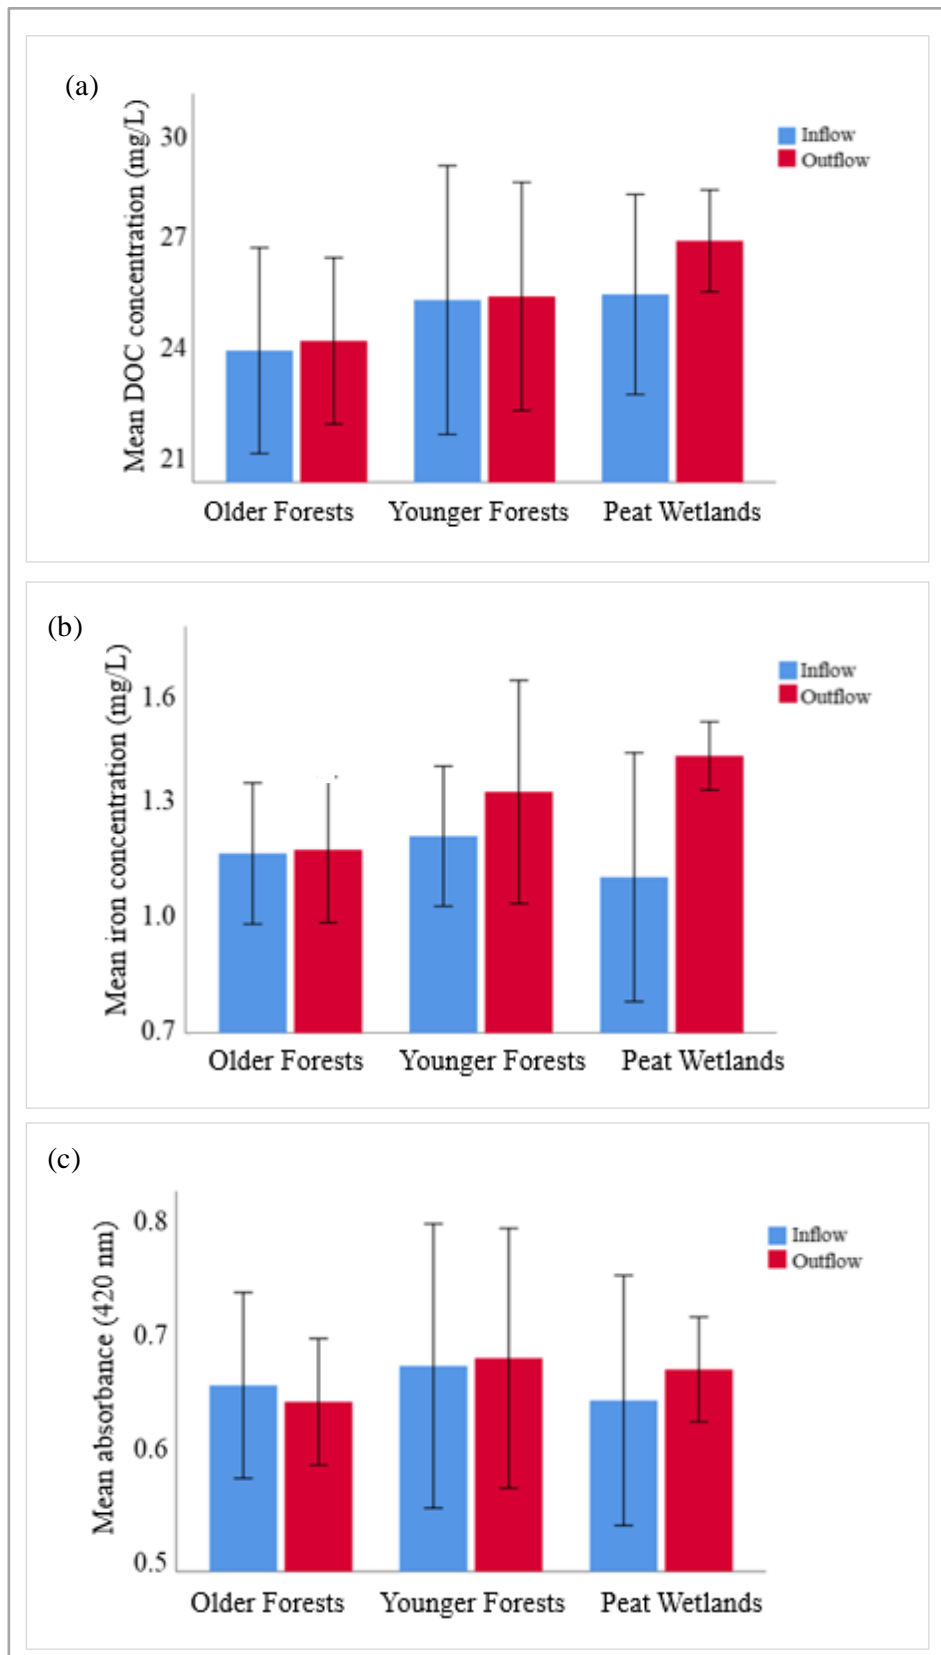 (a)
Mean DOC concentration (mg/L)
30
27
24
21
Inflow
Outflow
Older Forests Younger Forests Peat Wetlands
(b)
Mean iron concentration (mg/L)
1.6
1.3
1.0
0.7
Inflow
Outflow
Older Forests Younger Forests Peat Wetlands
(c)
Mean absorbance (420 nm)
0.8
0.7
0.6
0.5
Inflow
Outflow
Older Forests Younger Forests Peat Wetlands